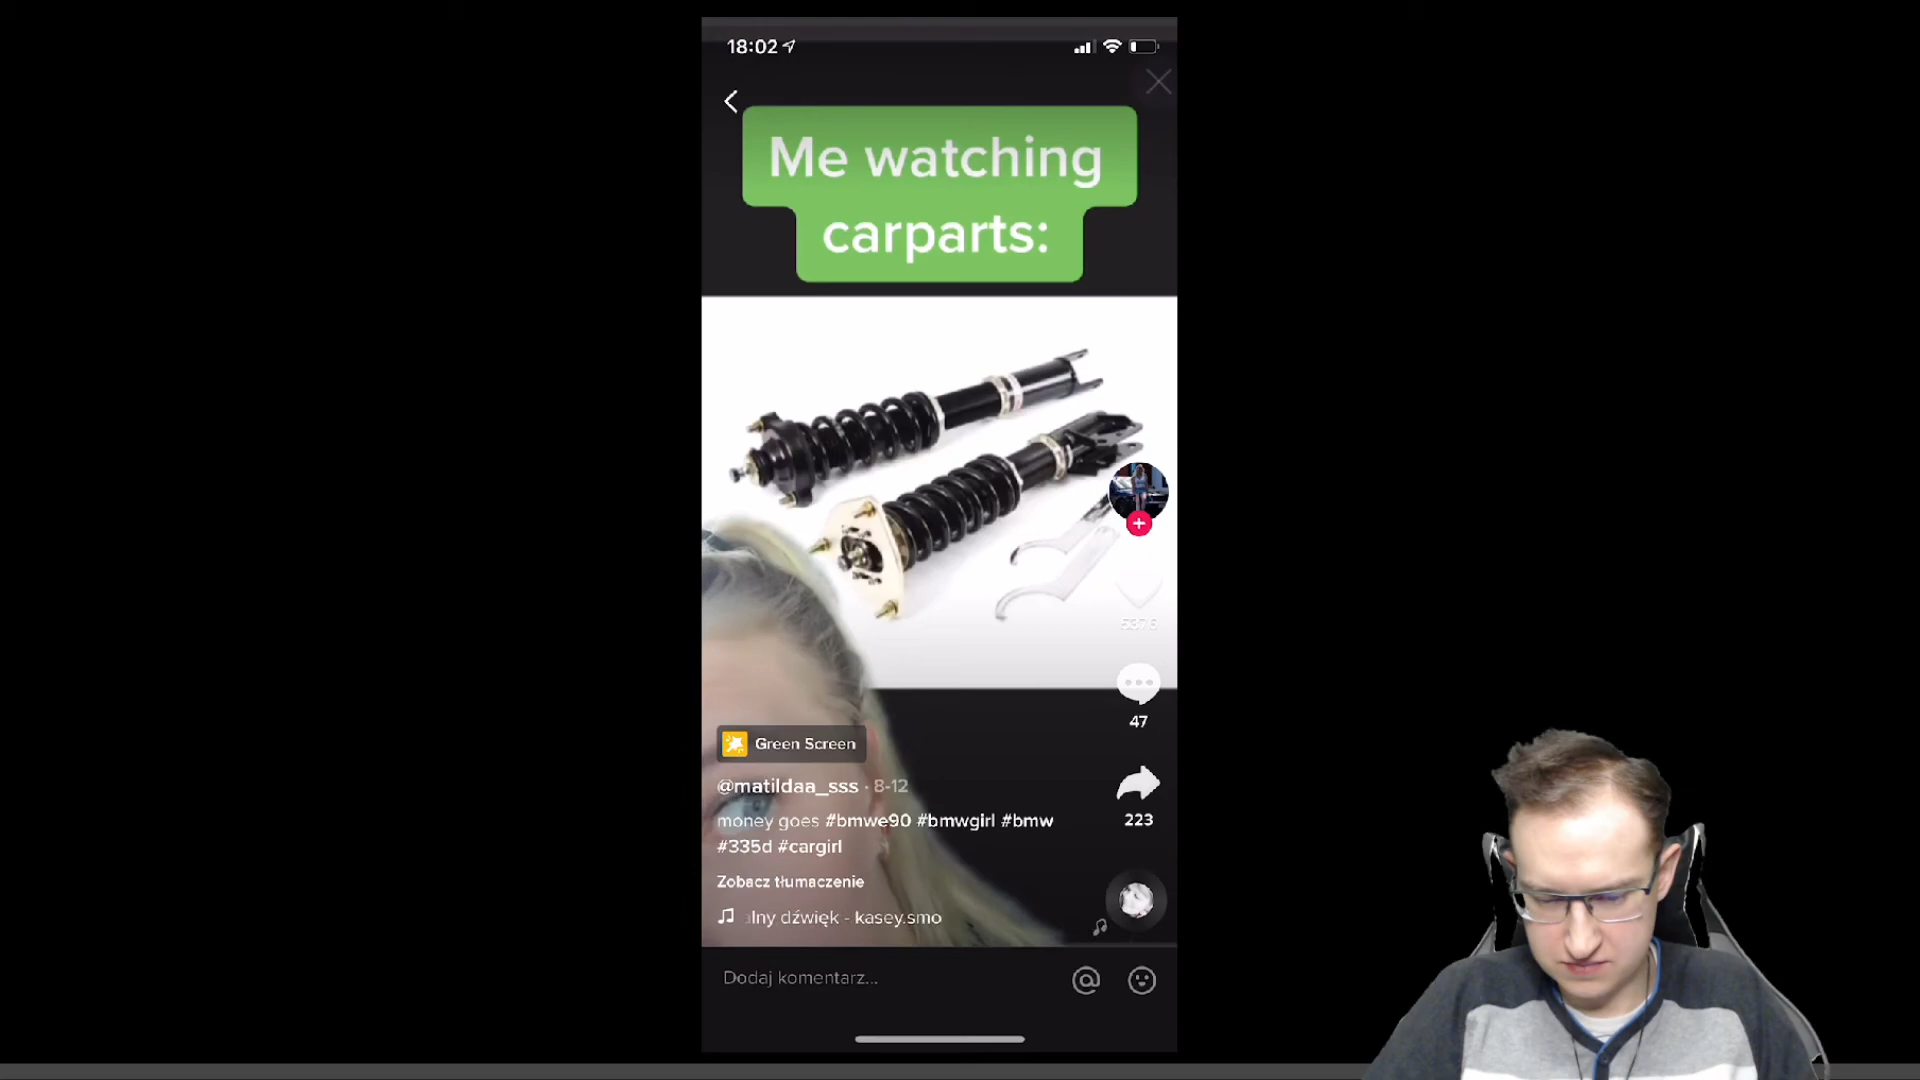 18:02
Me watching
carparts:
5376
47
Green Screen
@matildaa_sss · 8-12
223
money goes #bmwe90 #bmwgirl #bmw
#335d #cargirl
Zobacz tłumaczenie
lny dźwięk - kasey.smo
Dodaj komentarz...